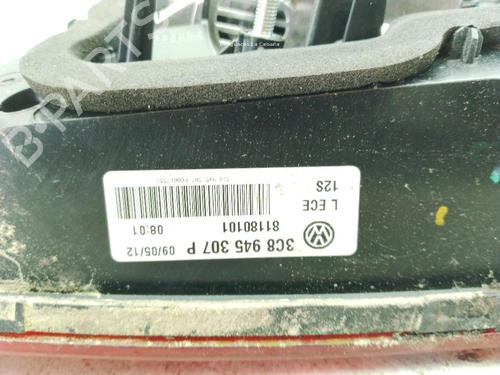 3C8 945 307 P
09/05/12
81180101
08:01
L ECE
12S
B-PARTS